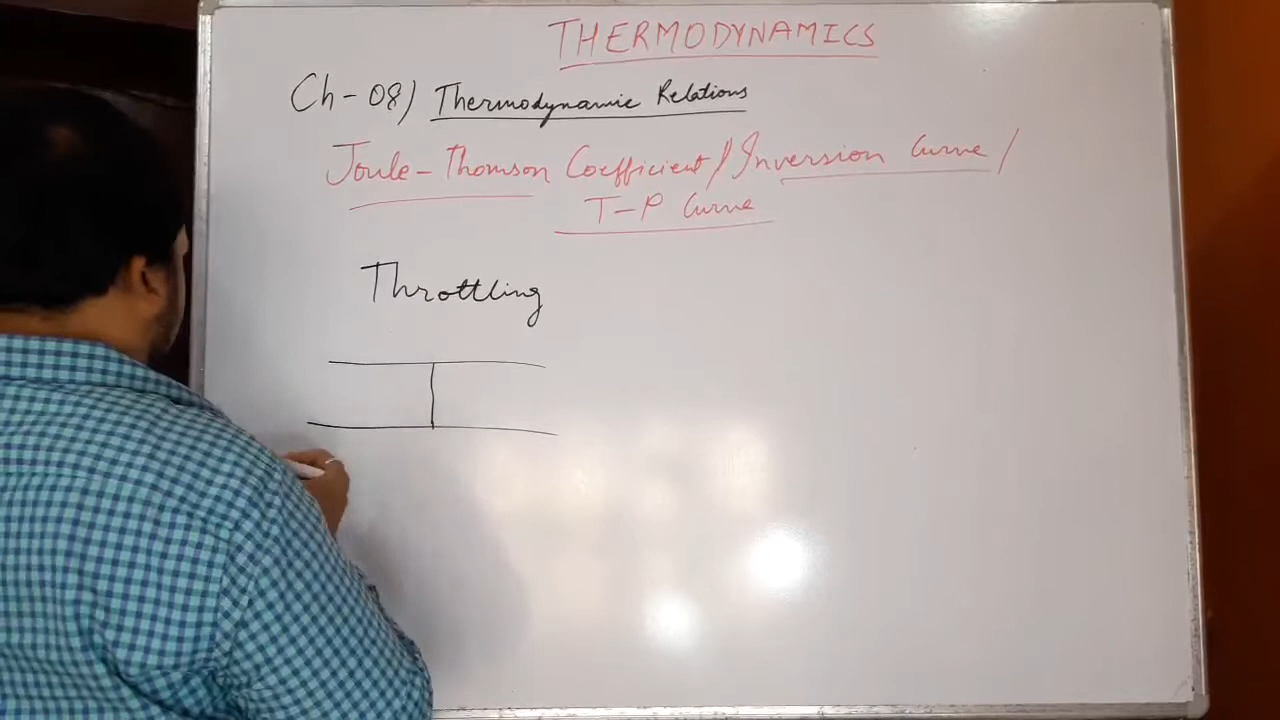 THERMODYNAMICS
Ch-08) Thermodynamic Relations
Joule-Thomson Coefficient/Inversion Curve/
T-P Curve
Throttling